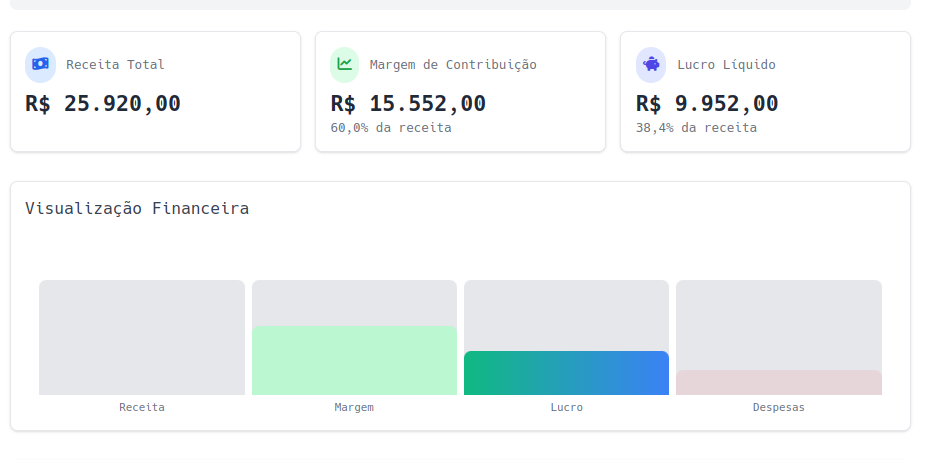 Receita Total
R$ 25.920,00
Margem de Contribuição
R$ 15.552,00
60,0% da receita
Lucro Líquido
R$ 9.952,00
38,4% da receita
Visualização Financeira
Receita
Margem
Lucro
Despesas